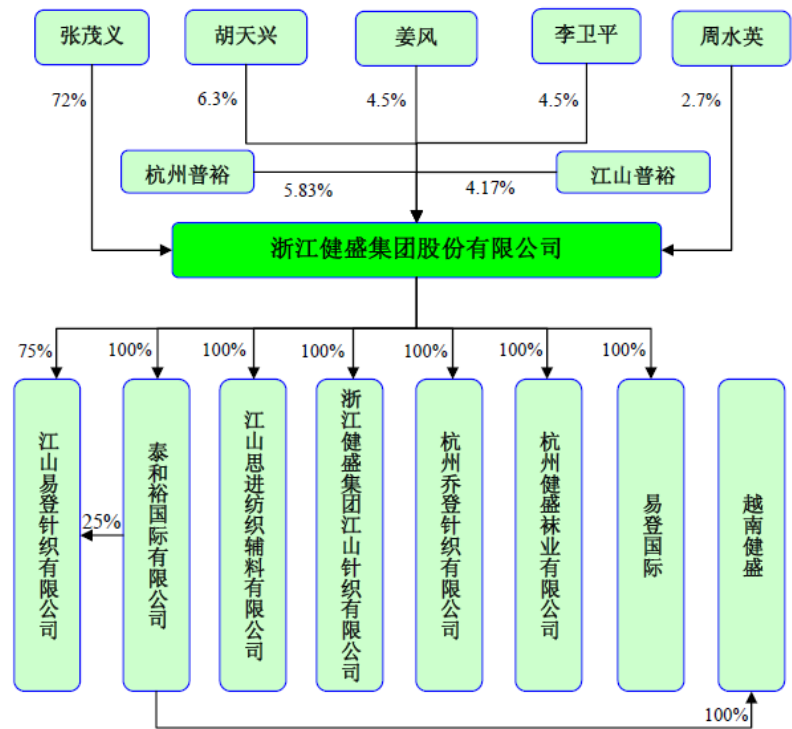 张茂义
胡天兴
姜风
李卫平
周水英
72%
6.3%
4.5%
4.5%
2.7%
杭州普裕
江山普裕
5.83%
4.17%
浙江健盛集团股份有限公司
75%
100%
100%
100%
100%
100%
100%
江山易登针织有限公司
泰和裕国际有限公司
江山思进纺织辅料有限公司
浙江健盛集团江山针织有限公司
杭州乔登针织有限公司
杭州健盛袜业有限公司
易登国际
越南健盛
25%
100%